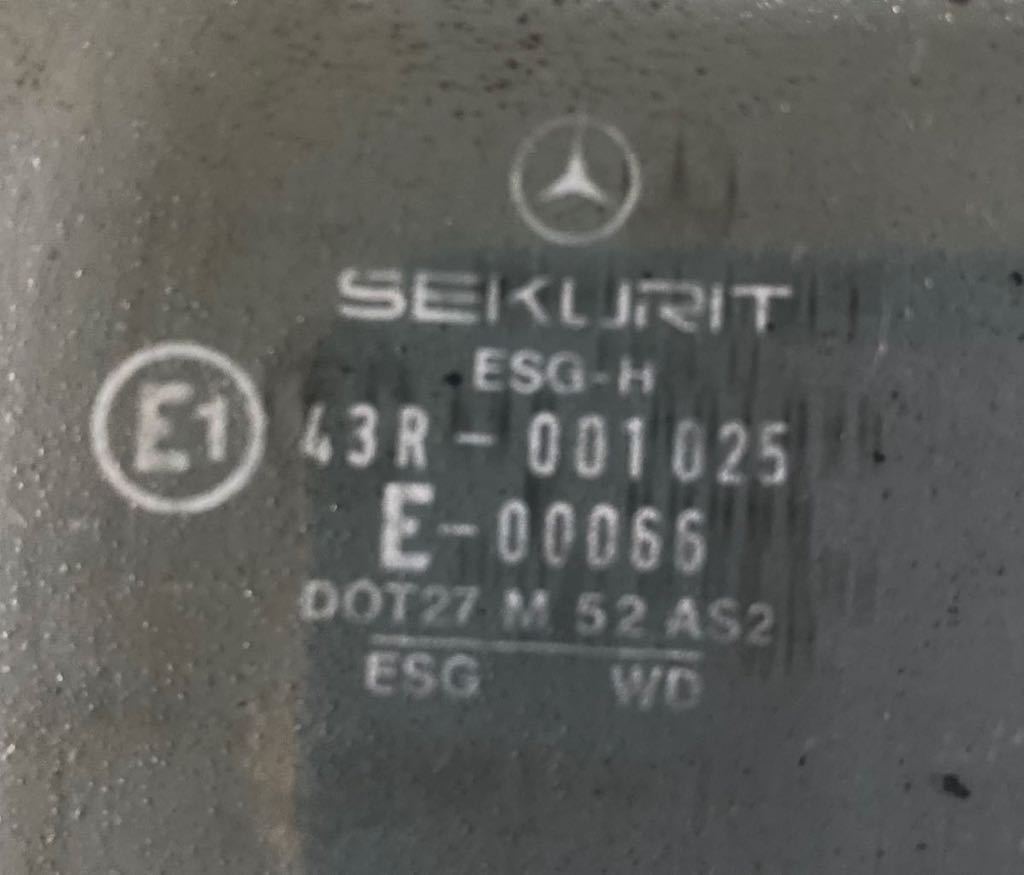 SEKURIT
ESG-H
E1 43R-001025
E-00066
DOT27 M 52 AS2
ESG WD